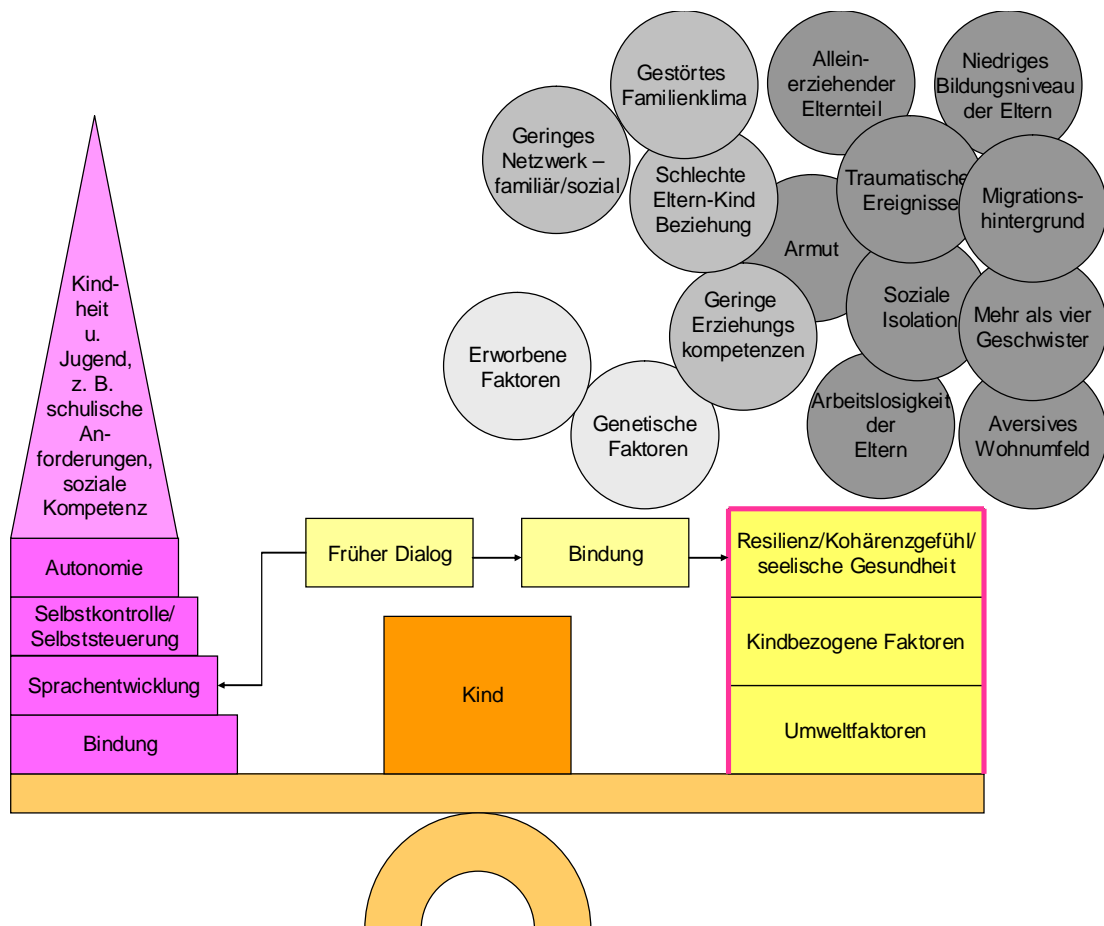 Gestörtes
Familienklima
Allein-
erziehender
Elternteil
Niedriges
Bildungsniveau
der Eltern
Geringes
Netzwerk –
familiär/sozial
Schlechte
Eltern-Kind
Beziehung
Traumatische
Ereignisse
Migrations-
hintergrund
Armut
Geringe
Erziehungs
kompetenzen
Soziale
Isolation
Mehr als vier
Geschwister
Erworbene
Faktoren
Genetische
Faktoren
Arbeitslosigkeit
der
Eltern
Aversives
Wohnumfeld
Kind-
heit
u.
Jugend,
z. B.
schulische
An-
forderungen,
soziale
Kompetenz
Autonomie
Selbstkontrolle/
Selbststeuerung
Sprachentwicklung
Bindung
Früher Dialog
Bindung
Kind
Resilienz/Kohärenzgefühl/
seelische Gesundheit
Kindbezogene Faktoren
Umweltfaktoren